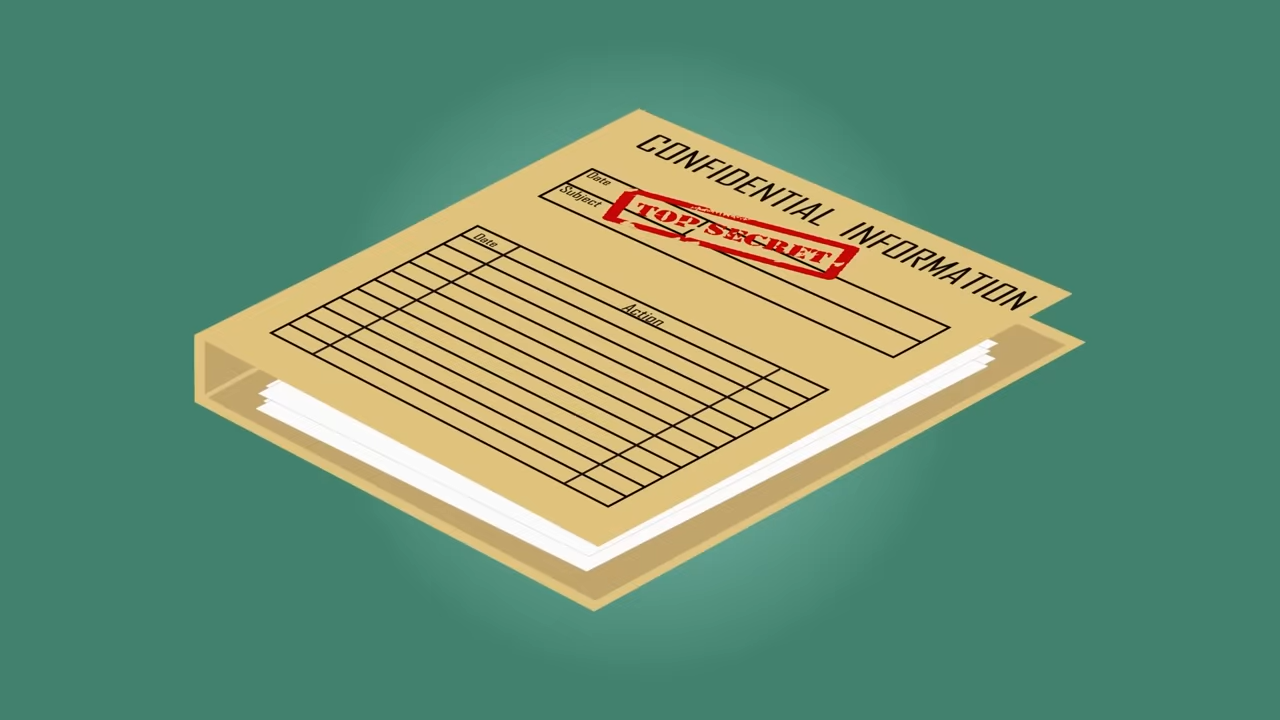 CONFIDENTIAL INFORMATION
Date
Subject
TOP SECRET
Date
Action